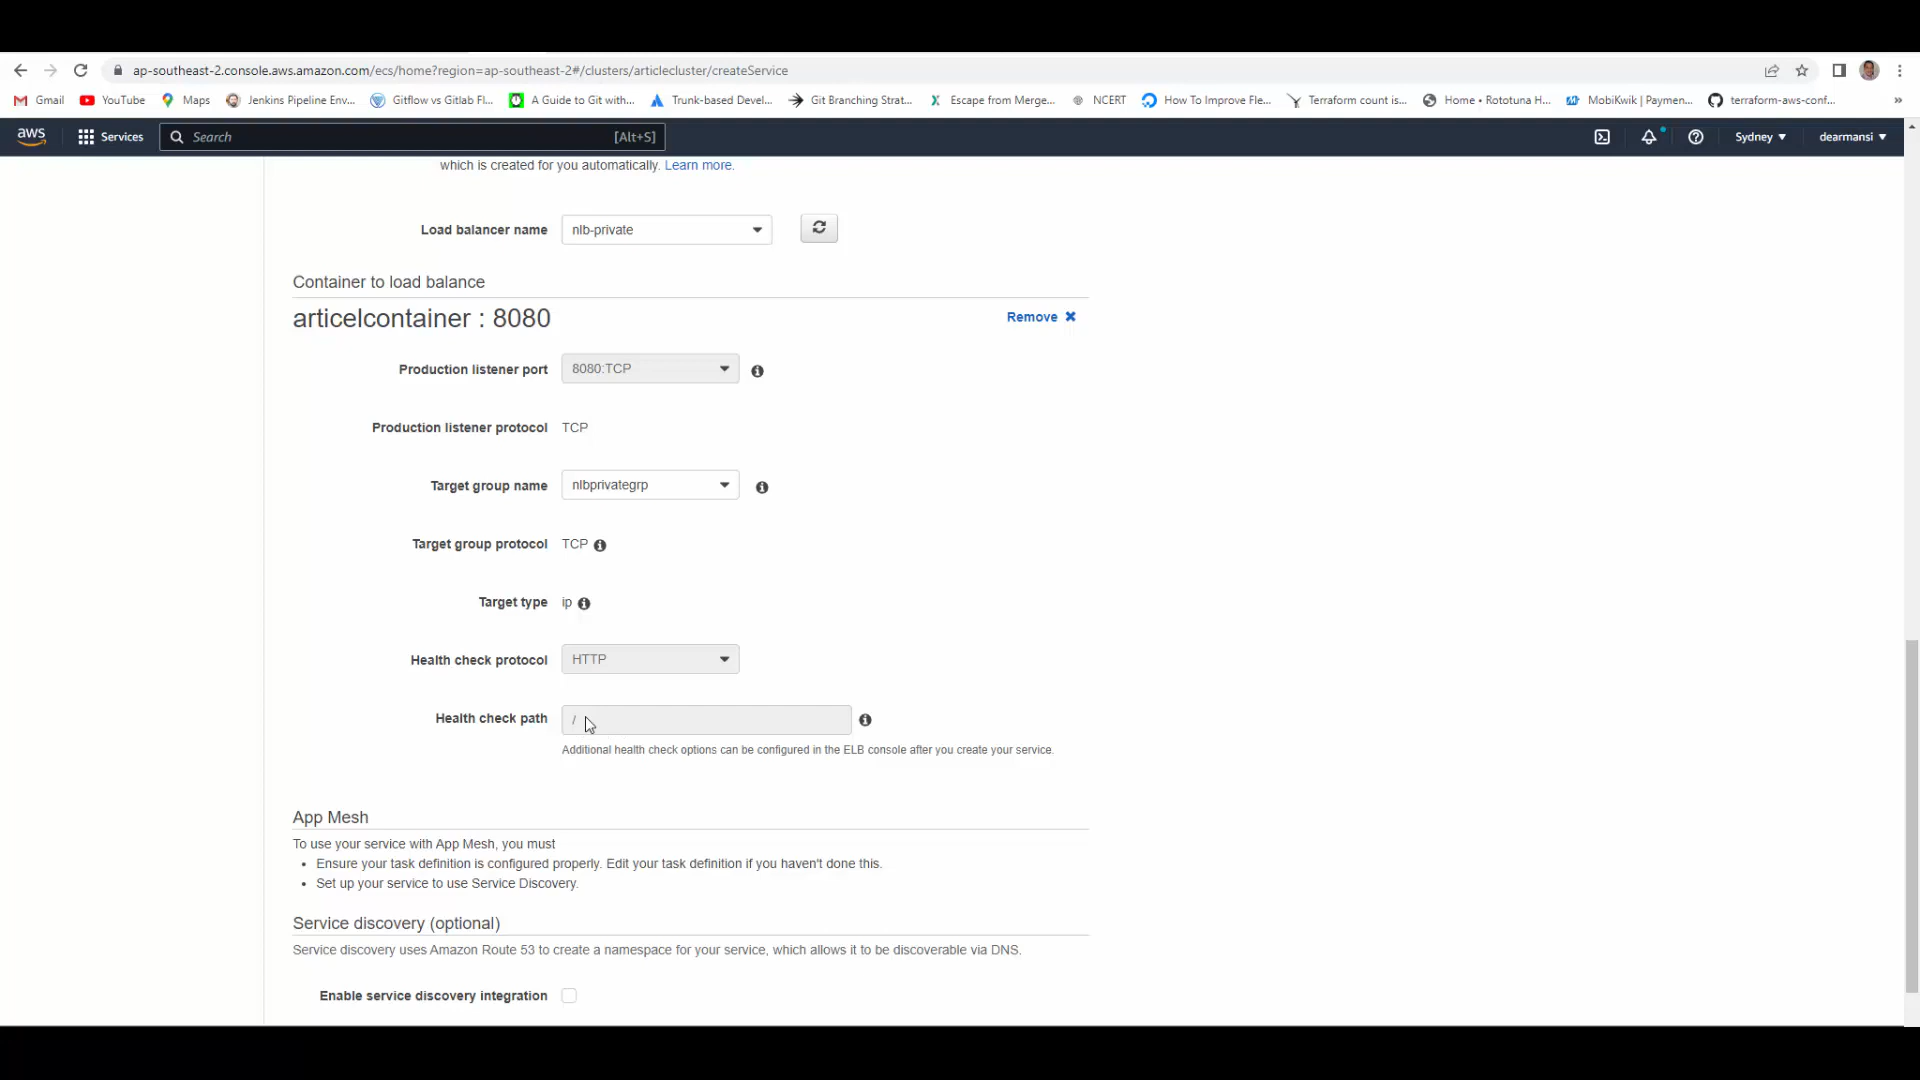 ap-southeast-2.console.aws.amazon.com/ecs/home?region=ap-southeast-2#/clusters/articlecluster/createService
Gmail YouTube Maps Jenkins Pipeline Env... Gitflow vs Gitlab Fl... A Guide to Git with... Trunk-based Devel... Git Branching Strat... Escape from Merge... NCERT How To Improve Fle... Terraform count is... Home • Rototuna H... MobiKwik | Paymen... terraform-aws-conf... »
aws Services Search [Alt+S] Sydney dearmansi
which is created for you automatically. Learn more.
Load balancer name nlb-private
Container to load balance
articelcontainer : 8080 Remove
Production listener port 8080:TCP
Production listener protocol TCP
Target group name nlbprivategrp
Target group protocol TCP
Target type ip
Health check protocol HTTP
Health check path /
Additional health check options can be configured in the ELB console after you create your service.
App Mesh
To use your service with App Mesh, you must
• Ensure your task definition is configured properly. Edit your task definition if you haven't done this.
• Set up your service to use Service Discovery.
Service discovery (optional)
Service discovery uses Amazon Route 53 to create a namespace for your service, which allows it to be discoverable via DNS.
Enable service discovery integration